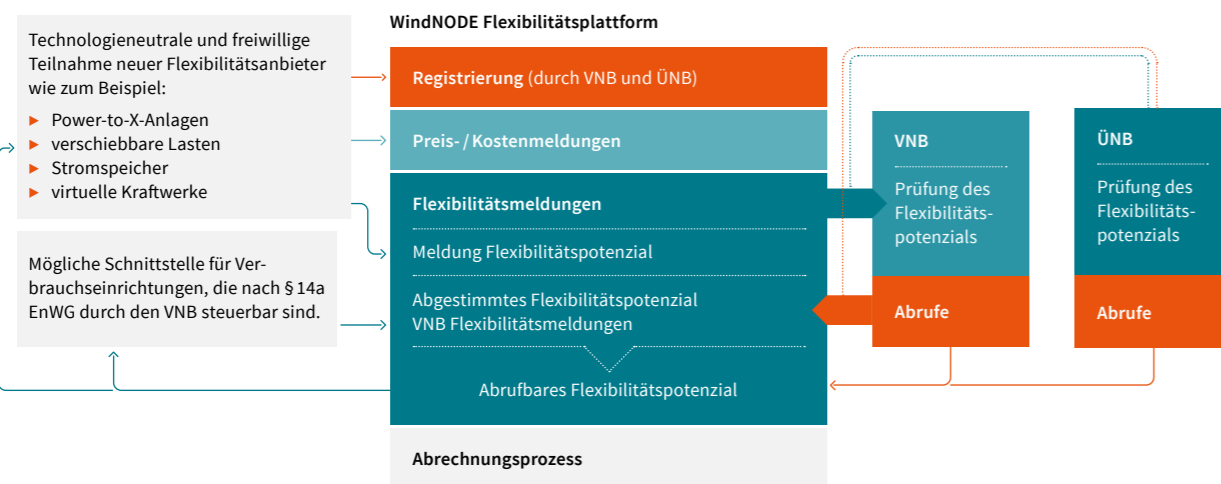 WindNODE Flexibilitätsplattform
Technologieneutrale und freiwillige
Teilnahme neuer Flexibilitätsanbieter
wie zum Beispiel:
▶ Power-to-X-Anlagen
▶ verschiebbare Lasten
▶ Stromspeicher
▶ virtuelle Kraftwerke
Mögliche Schnittstelle für Ver-
brauchseinrichtungen, die nach § 14a
EnWG durch den VNB steuerbar sind.
Registrierung (durch VNB und ÜNB)
Preis- / Kostenmeldungen
Flexibilitätsmeldungen
Meldung Flexibilitätspotenzial
Abgestimmtes Flexibilitätspotenzial
VNB Flexibilitätsmeldungen
Abrufbares Flexibilitätspotenzial
Abrechnungsprozess
VNB
Prüfung des
Flexibilitäts-
potenzials
Abrufe
ÜNB
Prüfung des
Flexibilitäts-
potenzials
Abrufe